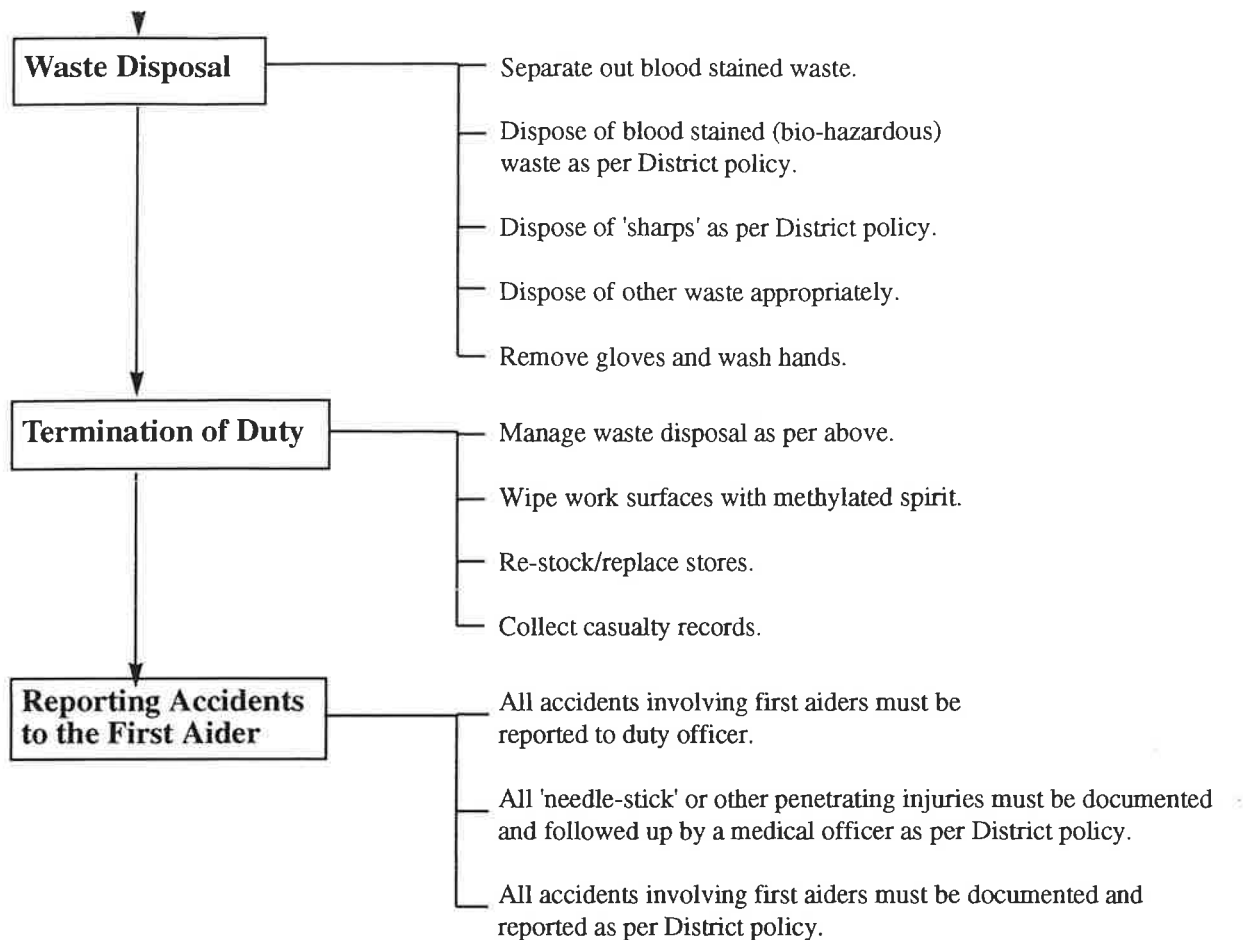 Waste Disposal
Separate out blood stained waste.
Dispose of blood stained (bio-hazardous)
waste as per District policy.
Dispose of 'sharps' as per District policy.
Dispose of other waste appropriately.
Remove gloves and wash hands.
Termination of Duty
Manage waste disposal as per above.
Wipe work surfaces with methylated spirit.
Re-stock/replace stores.
Collect casualty records.
Reporting Accidents
to the First Aider
All accidents involving first aiders must be
reported to duty officer.
All 'needle-stick' or other penetrating injuries must be documented
and followed up by a medical officer as per District policy.
All accidents involving first aiders must be documented and
reported as per District policy.